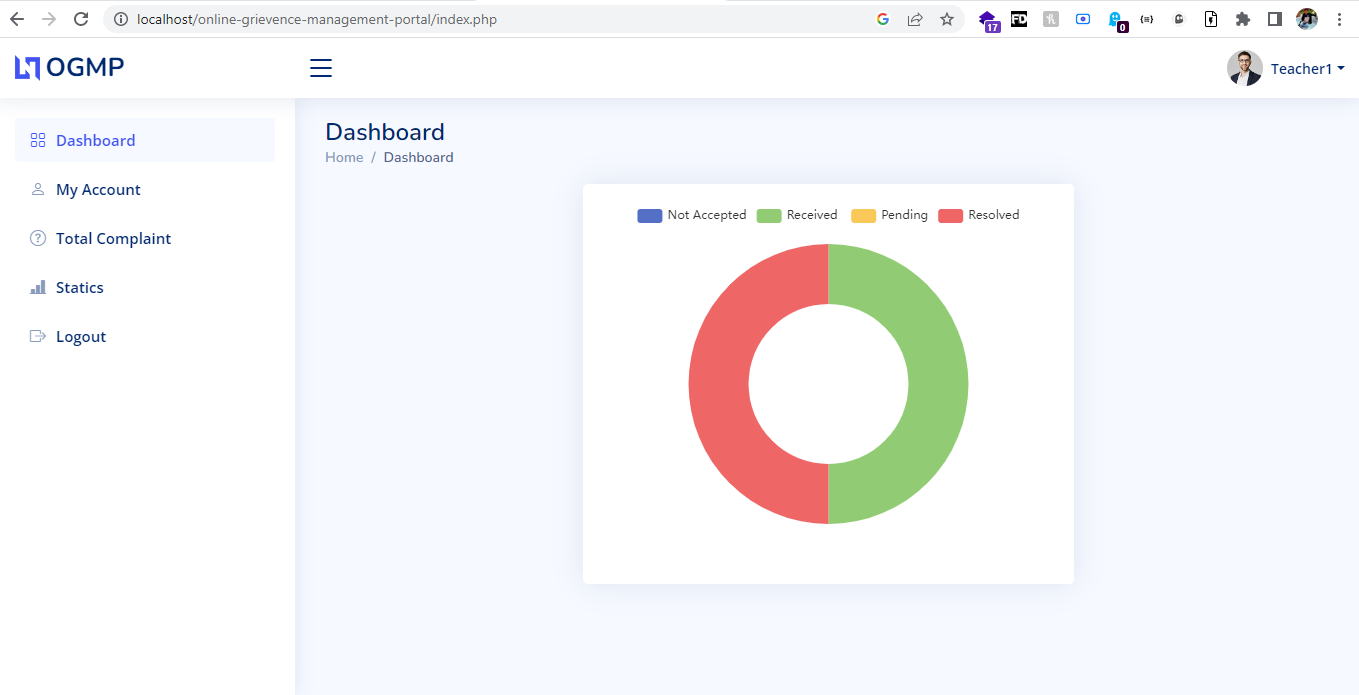 localhost/online-grievence-management-portal/index.php
17
FD
0
OGMP
Teacher1
Dashboard
My Account
Total Complaint
Statics
Logout
Dashboard
Home / Dashboard
Not Accepted Received Pending Resolved